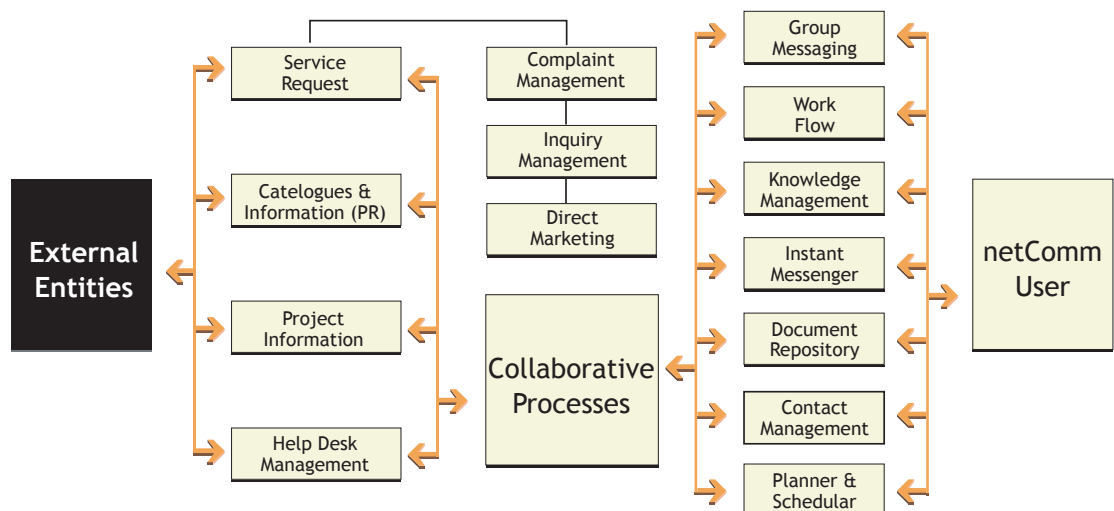 External
Entities
Service
Request
Catelogues &
Information (PR)
Project
Information
Help Desk
Management
Complaint
Management
Inquiry
Management
Direct
Marketing
Collaborative
Processes
Group
Messaging
Work
Flow
Knowledge
Management
Instant
Messenger
Document
Repository
Contact
Management
Planner &
Schedular
netComm
User